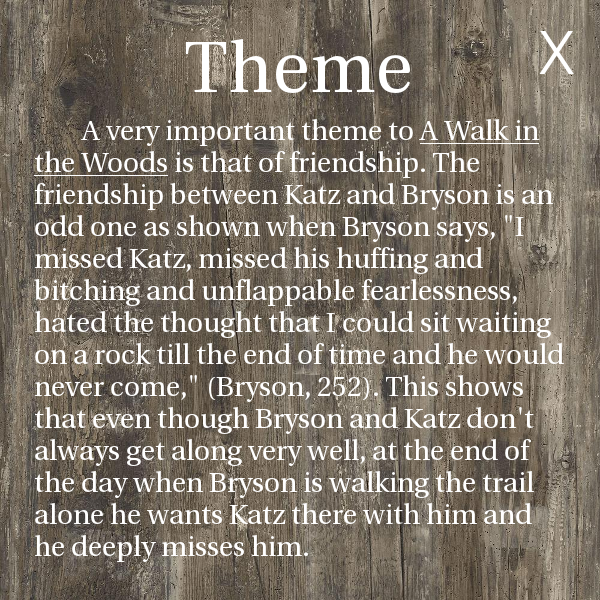 Theme
X
A very important theme to A Walk in
the Woods is that of friendship. The
friendship between Katz and Bryson is an
odd one as shown when Bryson says, "I
missed Katz, missed his huffing and
bitching and unflappable fearlessness,
hated the thought that I could sit waiting
on a rock till the end of time and he would
never come," (Bryson, 252). This shows
that even though Bryson and Katz don't
always get along very well, at the end of
the day when Bryson is walking the trail
alone he wants Katz there with him and
he deeply misses him.